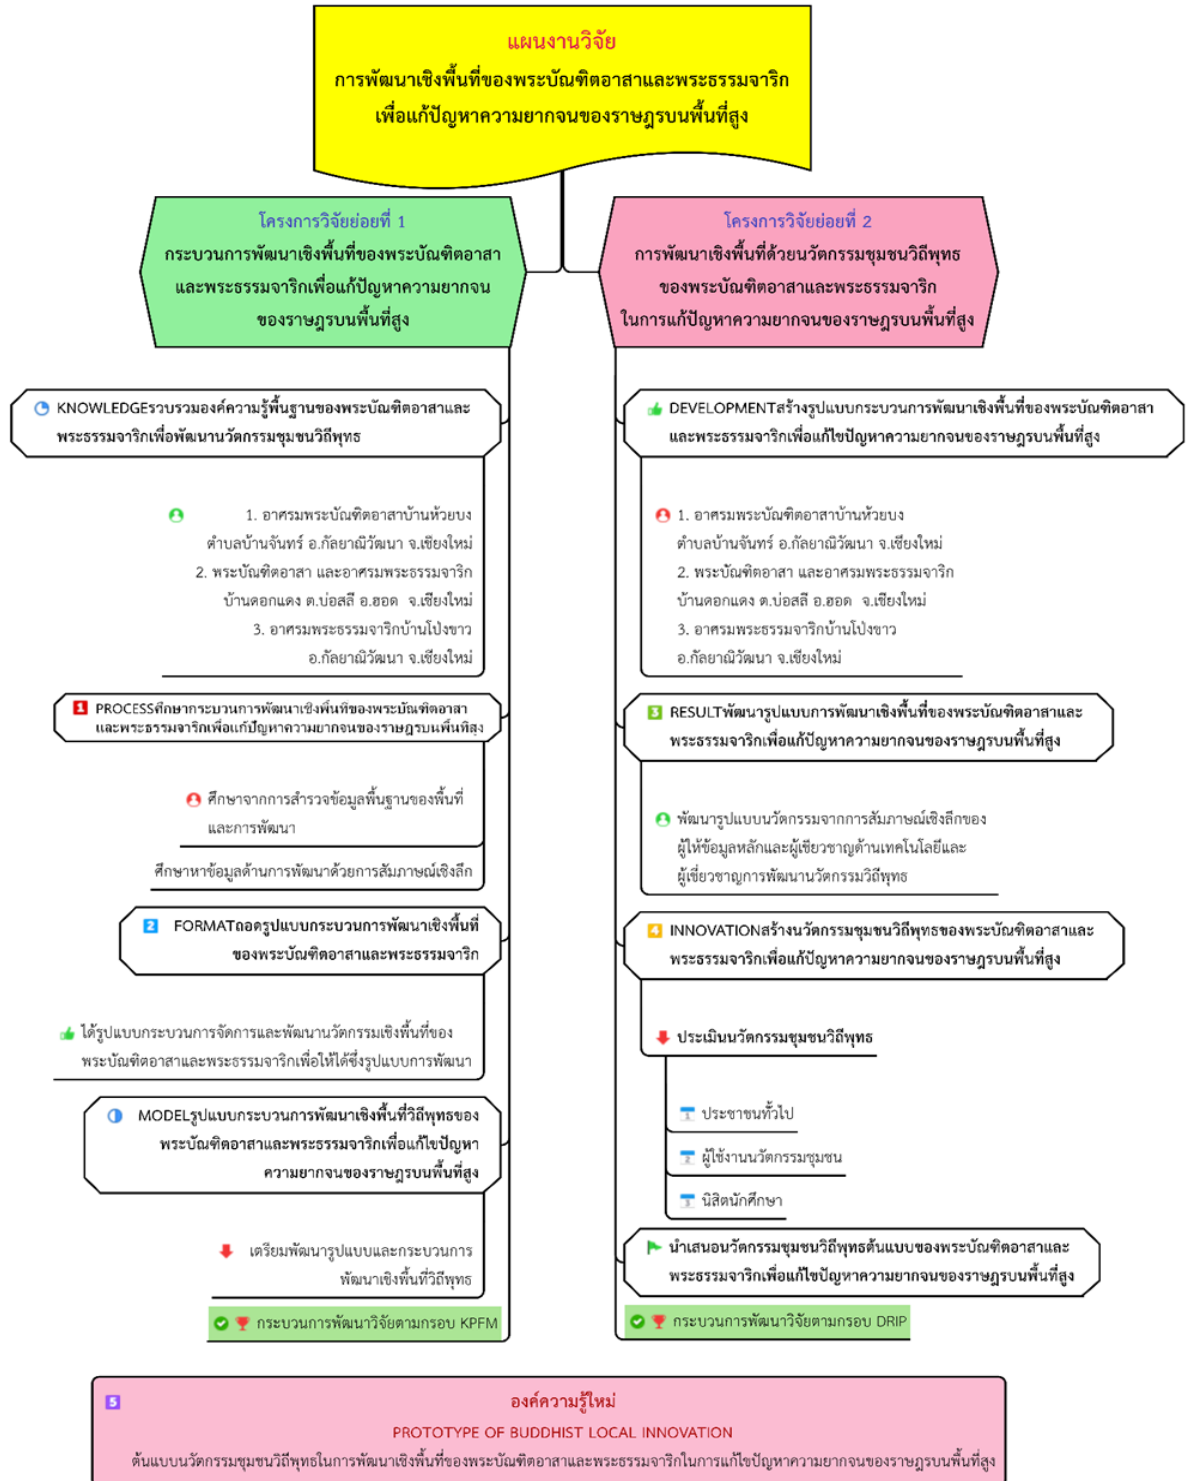 แผนงานวิจัย
การพัฒนาเชิงพื้นที่ของพระบัณฑิตอาสาและพระธรรมจาริก
เพื่อแก้ปัญหาความยากจนของราษฎรบนพื้นที่สูง
โครงการวิจัยย่อยที่ 1
กระบวนการพัฒนาเชิงพื้นที่ของพระบัณฑิตอาสา
และพระธรรมจาริกเพื่อแก้ปัญหาความยากจน
ของราษฎรบนพื้นที่สูง
KNOWLEDGEรวบรวมองค์ความรู้พื้นฐานของพระบัณฑิตอาสาและ
พระธรรมจาริกเพื่อพัฒนานวัตกรรมชุมชนวิถีพุทธ
1. อาศรมพระบัณฑิตอาสาบ้านห้วยบง
ตำบลบ้านจันทร์ อ.กัลยาณิวัฒนา จ.เชียงใหม่
2. พระบัณฑิตอาสา และอาศรมพระธรรมจาริก
บ้านดอกแดง ต.บ่อสลี อ.ฮอด จ.เชียงใหม่
3. อาศรมพระธรรมจาริกบ้านโป่งขาว
อ.กัลยาณิวัฒนา จ.เชียงใหม่
1 PROCESSศึกษากระบวนการพัฒนาเชิงพื้นที่ของพระบัณฑิตอาสา
และพระธรรมจาริกเพื่อแก้ปัญหาความยากจนของราษฎรบนพื้นที่สูง
ศึกษาจากการสำรวจข้อมูลพื้นฐานของพื้นที่
และการพัฒนา
ศึกษาหาข้อมูลด้านการพัฒนาด้วยการสัมภาษณ์เชิงลึก
2 FORMATถอดรูปแบบกระบวนการพัฒนาเชิงพื้นที่
ของพระบัณฑิตอาสาและพระธรรมจาริก
ได้รูปแบบกระบวนการจัดการและพัฒนานวัตกรรมเชิงพื้นที่ของ
พระบัณฑิตอาสาและพระธรรมจาริกเพื่อให้ได้ซึ่งรูปแบบการพัฒนา
MODELรูปแบบกระบวนการพัฒนาเชิงพื้นที่วิถีพุทธของ
พระบัณฑิตอาสาและพระธรรมจาริกเพื่อแก้ไขปัญหา
ความยากจนของราษฎรบนพื้นที่สูง
เตรียมพัฒนารูปแบบและกระบวนการ
พัฒนาเชิงพื้นที่วิถีพุทธ
กระบวนการพัฒนาวิจัยตามกรอบ KPFM
โครงการวิจัยย่อยที่ 2
การพัฒนาเชิงพื้นที่ด้วยนวัตกรรมชุมชนวิถีพุทธ
ของพระบัณฑิตอาสาและพระธรรมจาริก
ในการแก้ปัญหาความยากจนของราษฎรบนพื้นที่สูง
DEVELOPMENTสร้างรูปแบบกระบวนการพัฒนาเชิงพื้นที่ของพระบัณฑิตอาสา
และพระธรรมจาริกเพื่อแก้ไขปัญหาความยากจนของราษฎรบนพื้นที่สูง
1. อาศรมพระบัณฑิตอาสาบ้านห้วยบง
ตำบลบ้านจันทร์ อ.กัลยาณิวัฒนา จ.เชียงใหม่
2. พระบัณฑิตอาสา และอาศรมพระธรรมจาริก
บ้านดอกแดง ต.บ่อสลี อ.ฮอด จ.เชียงใหม่
3. อาศรมพระธรรมจาริกบ้านโป่งขาว
อ.กัลยาณิวัฒนา จ.เชียงใหม่
3 RESULTพัฒนารูปแบบการพัฒนาเชิงพื้นที่ของพระบัณฑิตอาสาและ
พระธรรมจาริกเพื่อแก้ปัญหาความยากจนของราษฎรบนพื้นที่สูง
พัฒนารูปแบบนวัตกรรมจากการสัมภาษณ์เชิงลึกของ
ผู้ให้ข้อมูลหลักและผู้เชียวชาญด้านเทคโนโลยีและ
ผู้เชี่ยวชาญการพัฒนานวัตกรรมวิถีพุทธ
4 INNOVATIONสร้างนวัตกรรมชุมชนวิถีพุทธของพระบัณฑิตอาสาและ
พระธรรมจาริกเพื่อแก้ปัญหาความยากจนของราษฎรบนพื้นที่สูง
ประเมินนวัตกรรมชุมชนวิถีพุทธ
1 ประชาชนทั่วไป
2 ผู้ใช้งานนวัตกรรมชุมชน
3 นิสิตนักศึกษา
นำเสนอนวัตกรรมชุมชนวิถีพุทธต้นแบบของพระบัณฑิตอาสาและ
พระธรรมจาริกเพื่อแก้ไขปัญหาความยากจนของราษฎรบนพื้นที่สูง
กระบวนการพัฒนาวิจัยตามกรอบ DRIP
5 องค์ความรู้ใหม่
PROTOTYPE OF BUDDHIST LOCAL INNOVATION
ต้นแบบนวัตกรรมชุมชนวิถีพุทธในการพัฒนาเชิงพื้นที่ของพระบัณฑิตอาสาและพระธรรมจาริกในการแก้ไขปัญหาความยากจนของราษฎรบนพื้นที่สูง